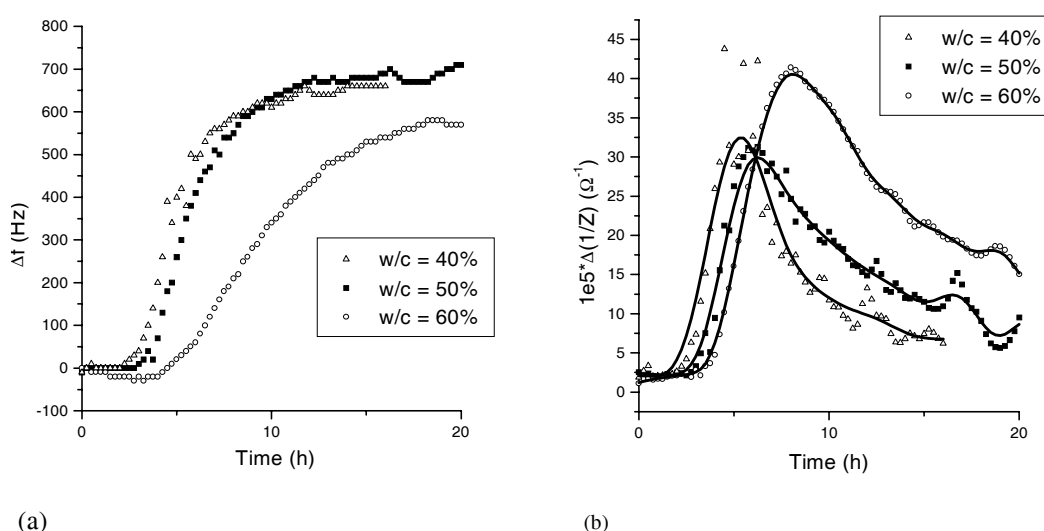 800
700
600
500
400
300
200
100
0
-100
Δf (Hz)
0
10
20
Time (h)
w/c = 40%
w/c = 50%
w/c = 60%
(a)
45
40
35
30
25
20
15
10
5
0
1e5*Δ(1/Z) (Ω⁻¹)
0
10
20
Time (h)
w/c = 40%
w/c = 50%
w/c = 60%
(b)